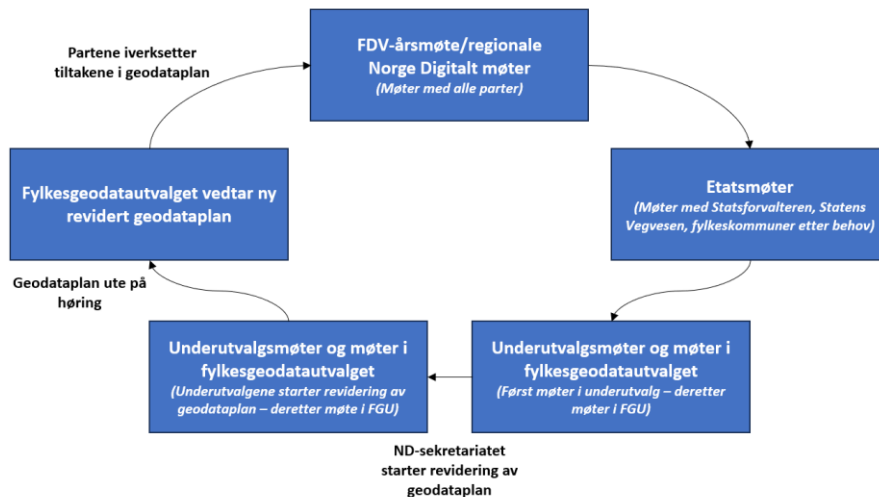 FDV-årsmøte/regionale
Norge Digitalt møter
(Møter med alle parter)
Partene iverksetter
tiltakene i geodataplan
Etatsmøter
(Møter med Statsforvalteren, Statens
Vegvesen, fylkeskommuner etter behov)
Fylkesgeodatautvalget vedtar ny
revidert geodataplan
Geodataplan ute på
høring
Underutvalgsmøter og møter i
fylkesgeodatautvalget
(Underutvalgene starter revidering av
geodataplan – deretter møte i FGU)
Underutvalgsmøter og møter i
fylkesgeodatautvalget
(Først møter i underutvalg – deretter
møter i FGU)
ND-sekretariatet
starter revidering av
geodataplan